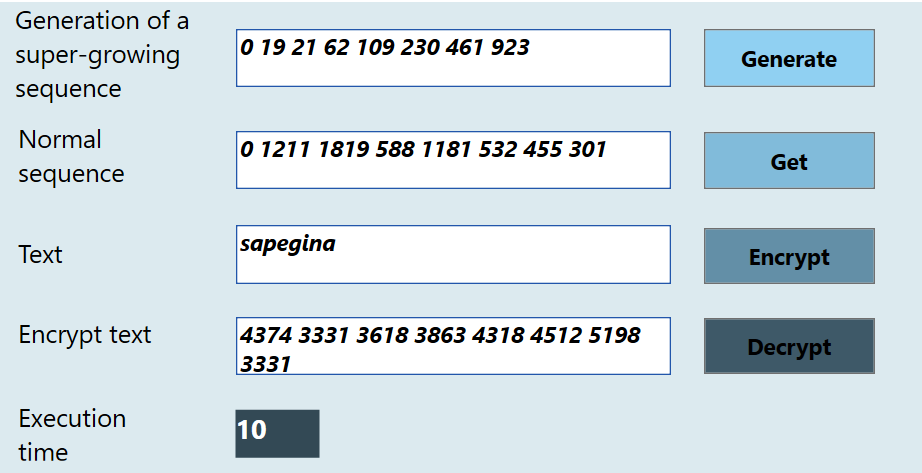 Generation of a
super-growing
sequence
0 19 21 62 109 230 461 923
Generate
Normal
sequence
0 1211 1819 588 1181 532 455 301
Get
Text
sapegina
Encrypt
Encrypt text
4374 3331 3618 3863 4318 4512 5198
3331
Decrypt
Execution
time
10